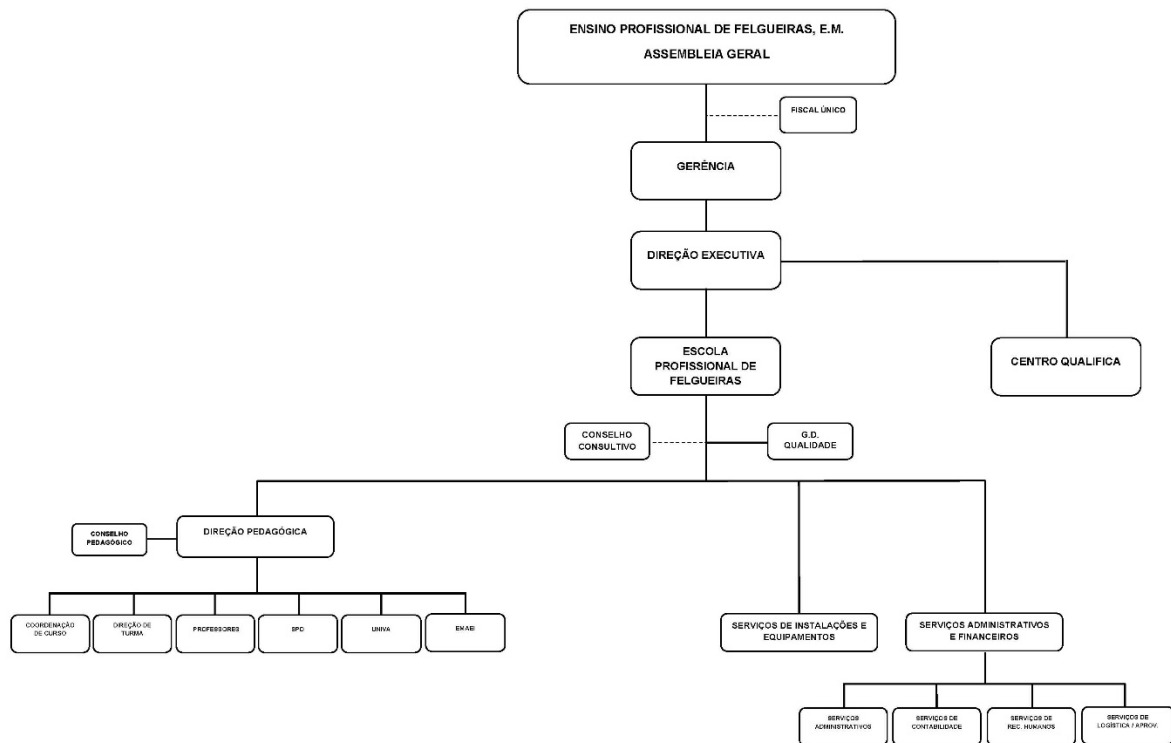 ENSINO PROFISSIONAL DE FELGUEIRAS, E.M.
ASSEMBLEIA GERAL
FISCAL ÚNICO
GERÊNCIA
DIREÇÃO EXECUTIVA
ESCOLA
PROFISSIONAL DE
FELGUEIRAS
CENTRO QUALIFICA
CONSELHO
CONSULTIVO
G.D.
QUALIDADE
CONSELHO
PEDAGÓGICO
DIREÇÃO PEDAGÓGICA
COORDENAÇÃO
DE CURSO
DIREÇÃO DE
TURMA
PROFESSORES
SPO
UNIVA
EMAEI
SERVIÇOS DE INSTALAÇÕES E
EQUIPAMENTOS
SERVIÇOS ADMINISTRATIVOS
E FINANCEIROS
SERVIÇOS
ADMINISTRATIVOS
SERVIÇOS DE
CONTABILIDADE
SERVIÇOS DE
REC. HUMANOS
SERVIÇOS DE
LOGÍSTICA / APROV.